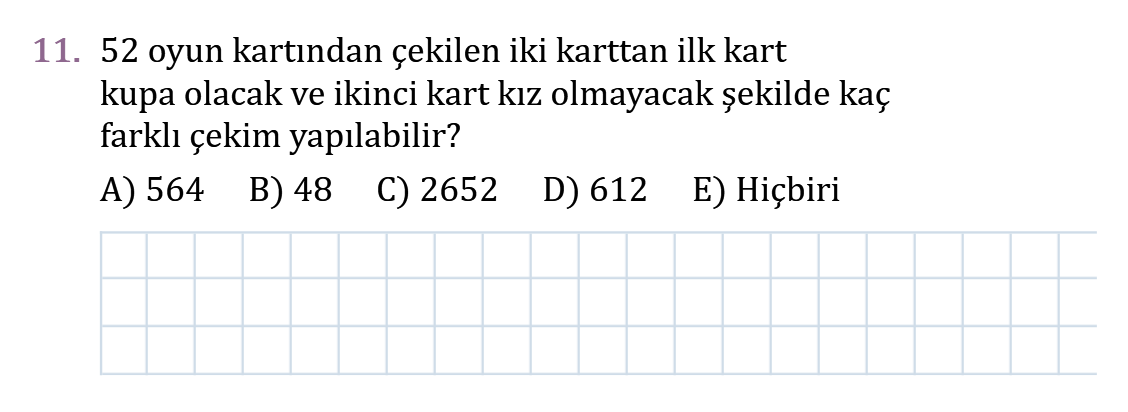 11. 52 oyun kartından çekilen iki karttan ilk kart
kupa olacak ve ikinci kart kız olmayacak şekilde kaç
farklı çekim yapılabilir?
A) 564 B) 48 C) 2652 D) 612 E) Hiçbiri